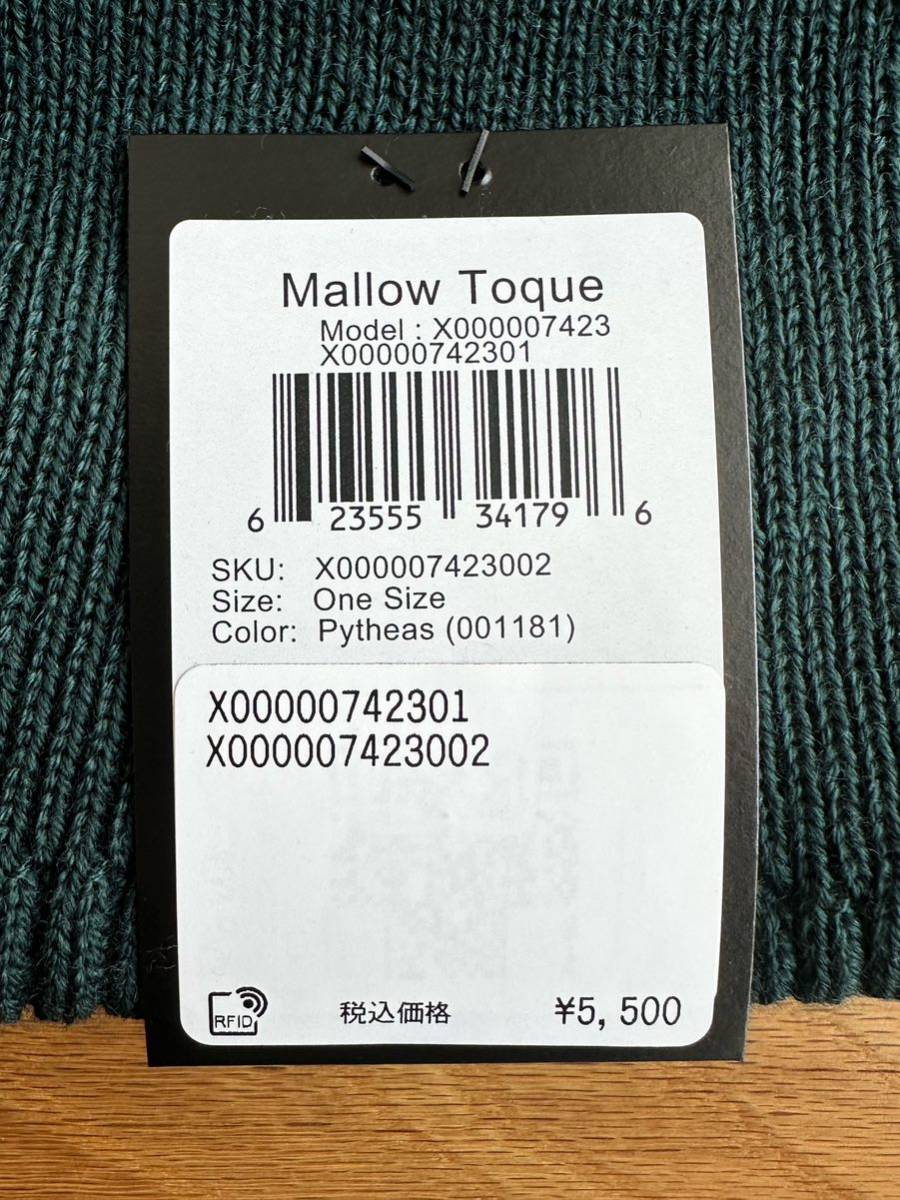 Mallow Toque
Model : X000007423
X00000742301
6 23555 34179 6
SKU: X000007423002
Size: One Size
Color: Pytheas (001181)
X00000742301
X000007423002
RFID 税込価格 ¥5,500